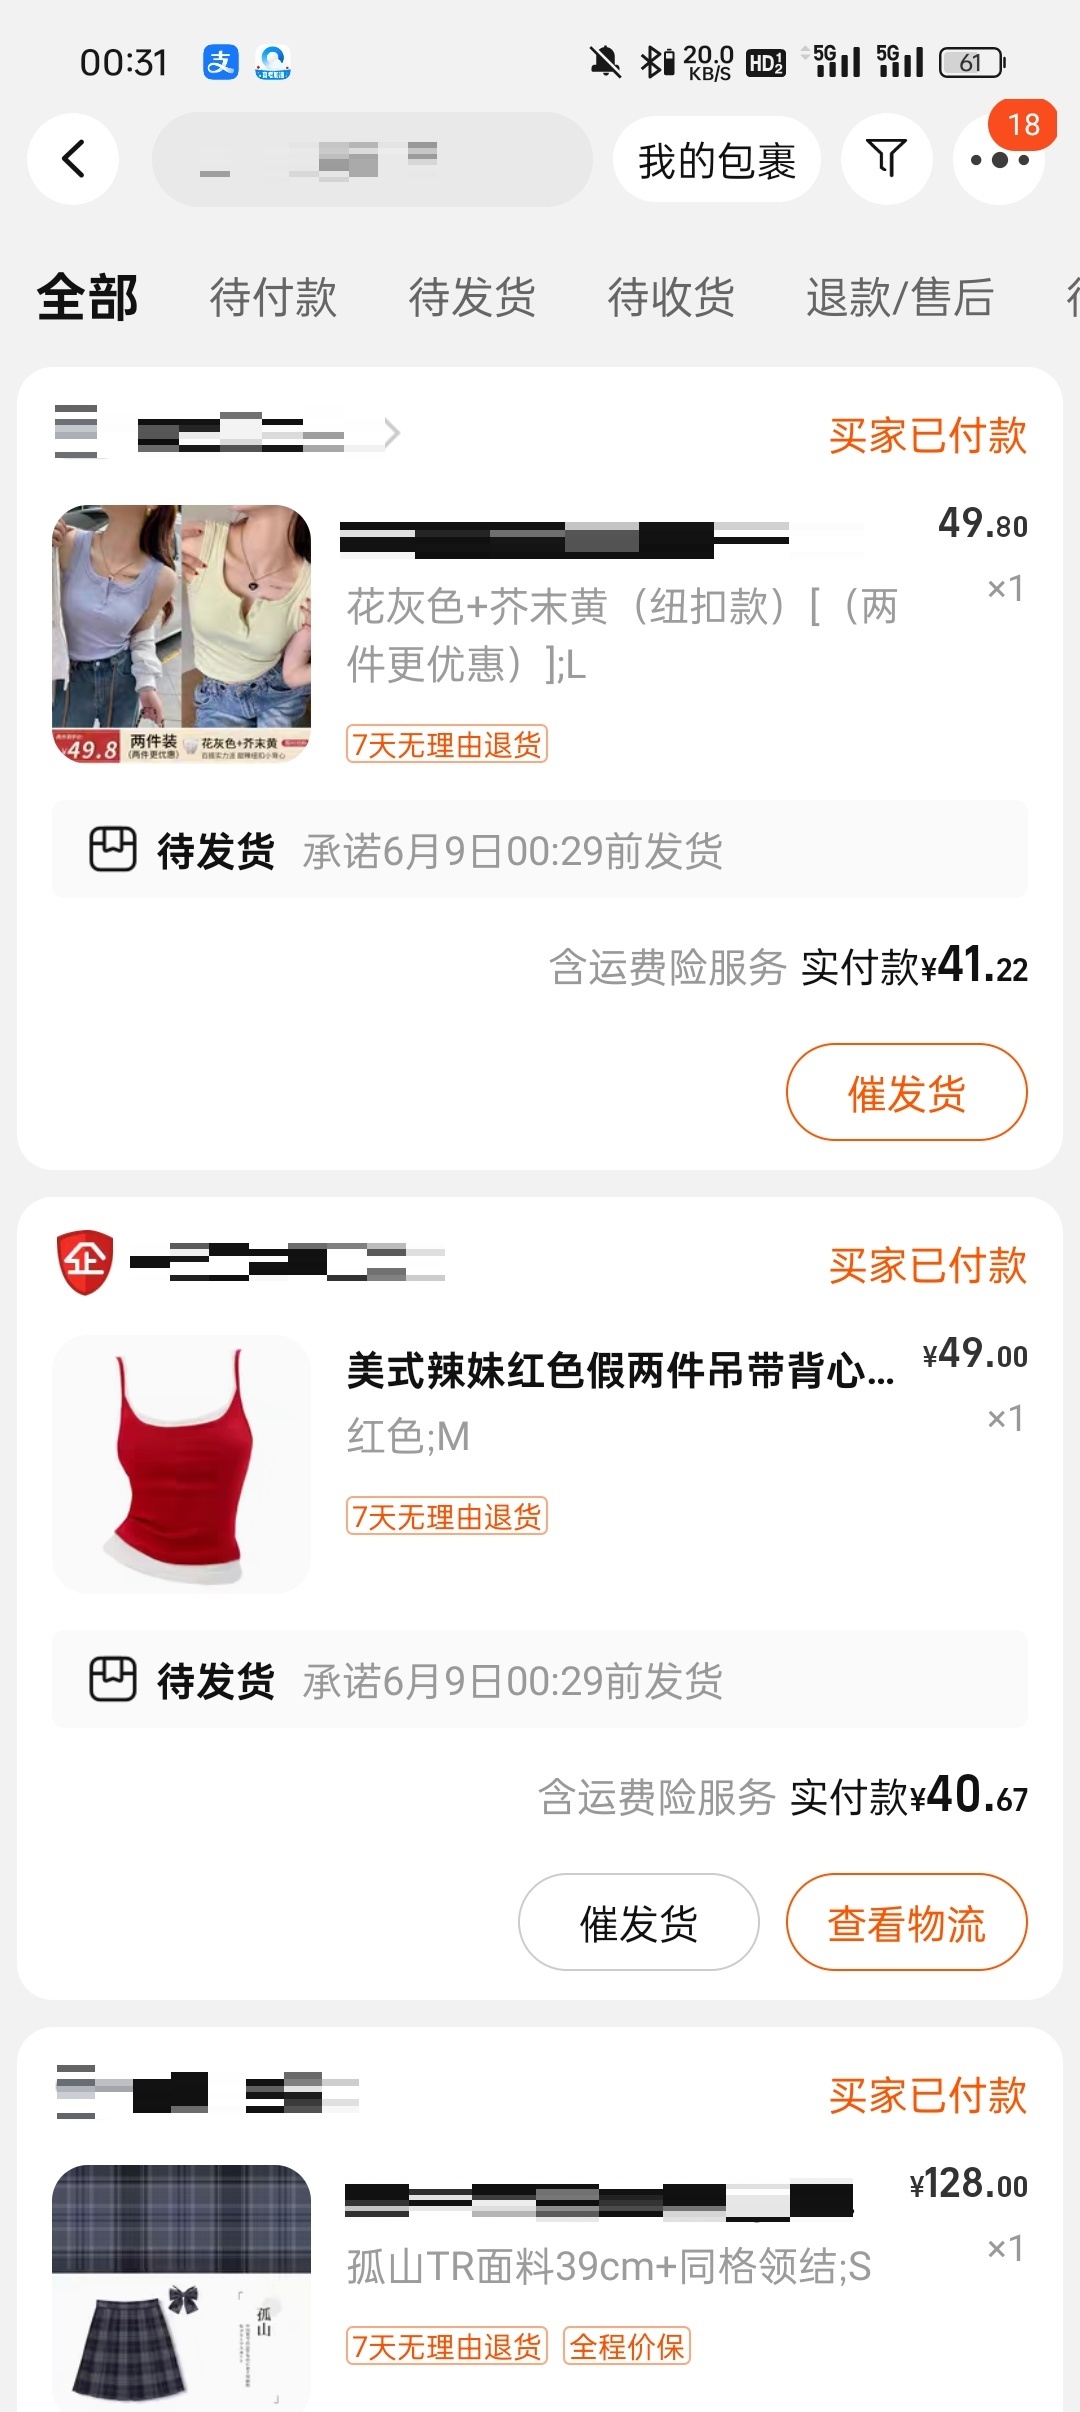 00:31
支
20.0
KB/S
HD1 2
5G
5G
61
我的包裹
18
全部
待付款
待发货
待收货
退款/售后
买家已付款
49.80
×1
花灰色+芥末黄（纽扣款）[（两
件更优惠）];L
¥49.8
两件装
(两件更优惠)
花灰色+芥末黄
7天无理由退货
待发货
承诺6月9日00:29前发货
含运费险服务 实付款¥41.22
催发货
企
买家已付款
美式辣妹红色假两件吊带背心...
¥49.00
红色;M
×1
7天无理由退货
待发货
承诺6月9日00:29前发货
含运费险服务 实付款¥40.67
催发货
查看物流
买家已付款
¥128.00
孤山TR面料39cm+同格领结;S
×1
孤山
7天无理由退货
全程价保